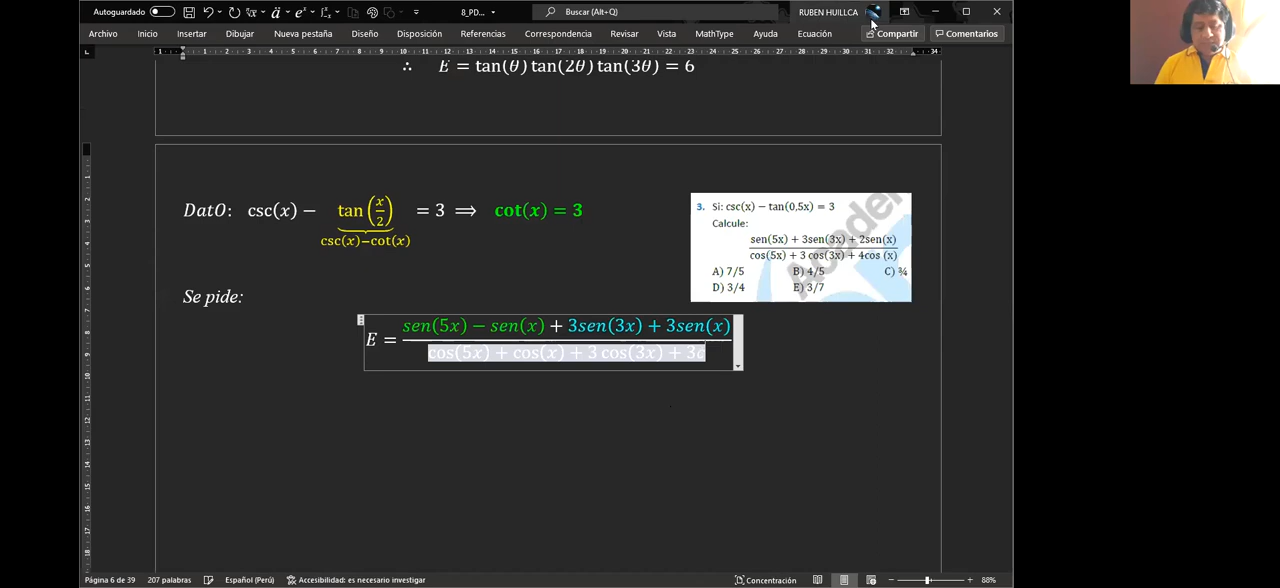 Autoguardado
8_PD...
Buscar (Alt+Q)
RUBEN HUILLCA
Archivo Inicio Insertar Dibujar Nueva pestaña Diseño Disposición Referencias Correspondencia Revisar Vista MathType Ayuda Ecuación Compartir Comentarios
∴ E = tan(θ) tan(2θ) tan(3θ) = 6
DatO: csc(x) − tan(x/2) = 3 ⟹ cot(x) = 3
csc(x)−cot(x)
3. Si: csc(x) − tan(0,5x) = 3
Calcule:
sen(5x) + 3sen(3x) + 2sen(x)
cos(5x) + 3 cos(3x) + 4cos (x)
A) 7/5 B) 4/5 C) ¾
D) 3/4 E) 3/7
Se pide:
sen(5x) − sen(x) + 3sen(3x) + 3sen(x)
E =
cos(5x) + cos(x) + 3 cos(3x) + 3c
Página 6 de 39 207 palabras Español (Perú) Accesibilidad: es necesario investigar Concentración 88%